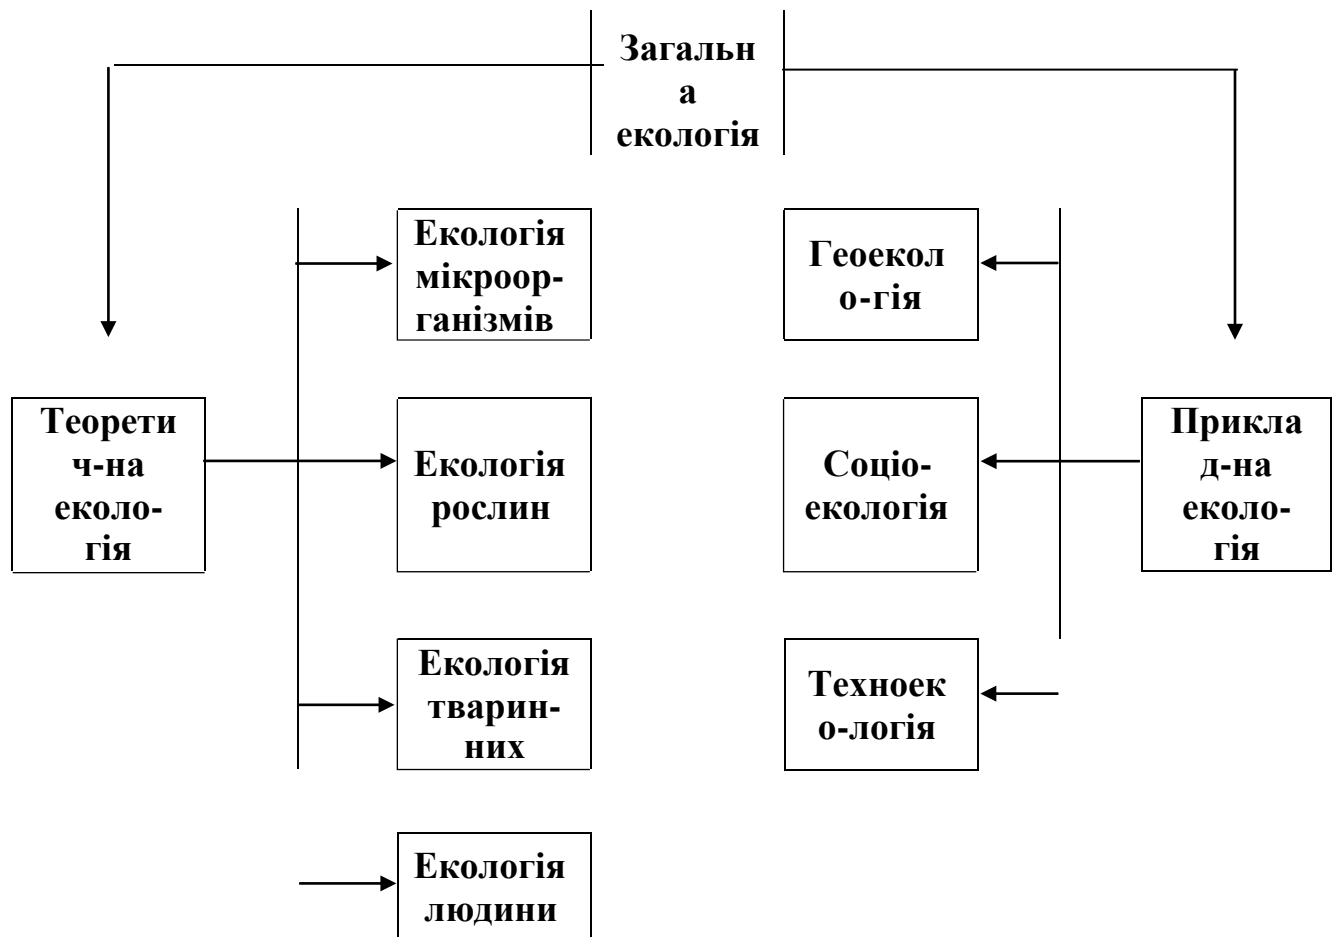 Загальн
а
екологія
Екологія
мікроор-
ганізмів
Геоекол
о-гія
Теорети
ч-на
еколо-
гія
Екологія
рослин
Соціо-
екологія
Прикла
д-на
еколо-
гія
Екологія
тварин-
них
Техноек
о-логія
Екологія
людини